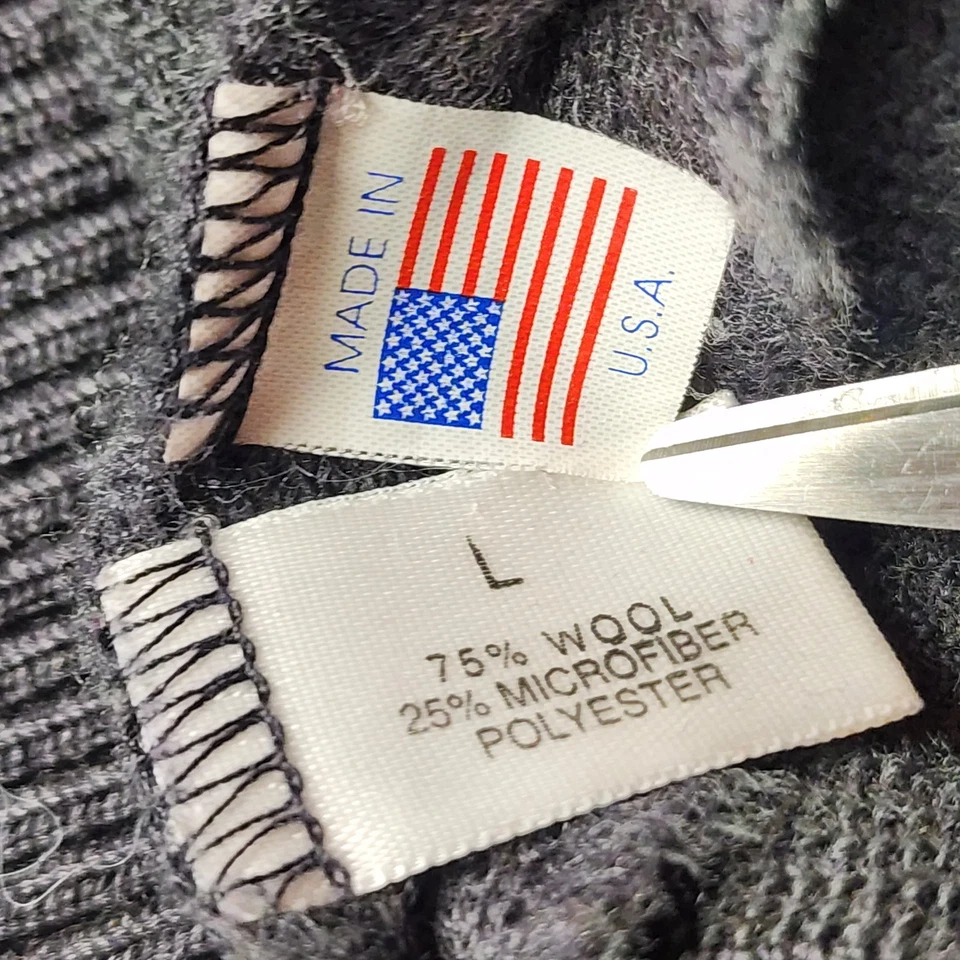 MADE IN
U.S.A.
L
75% WOOL
25% MICROFIBER
POLYESTER